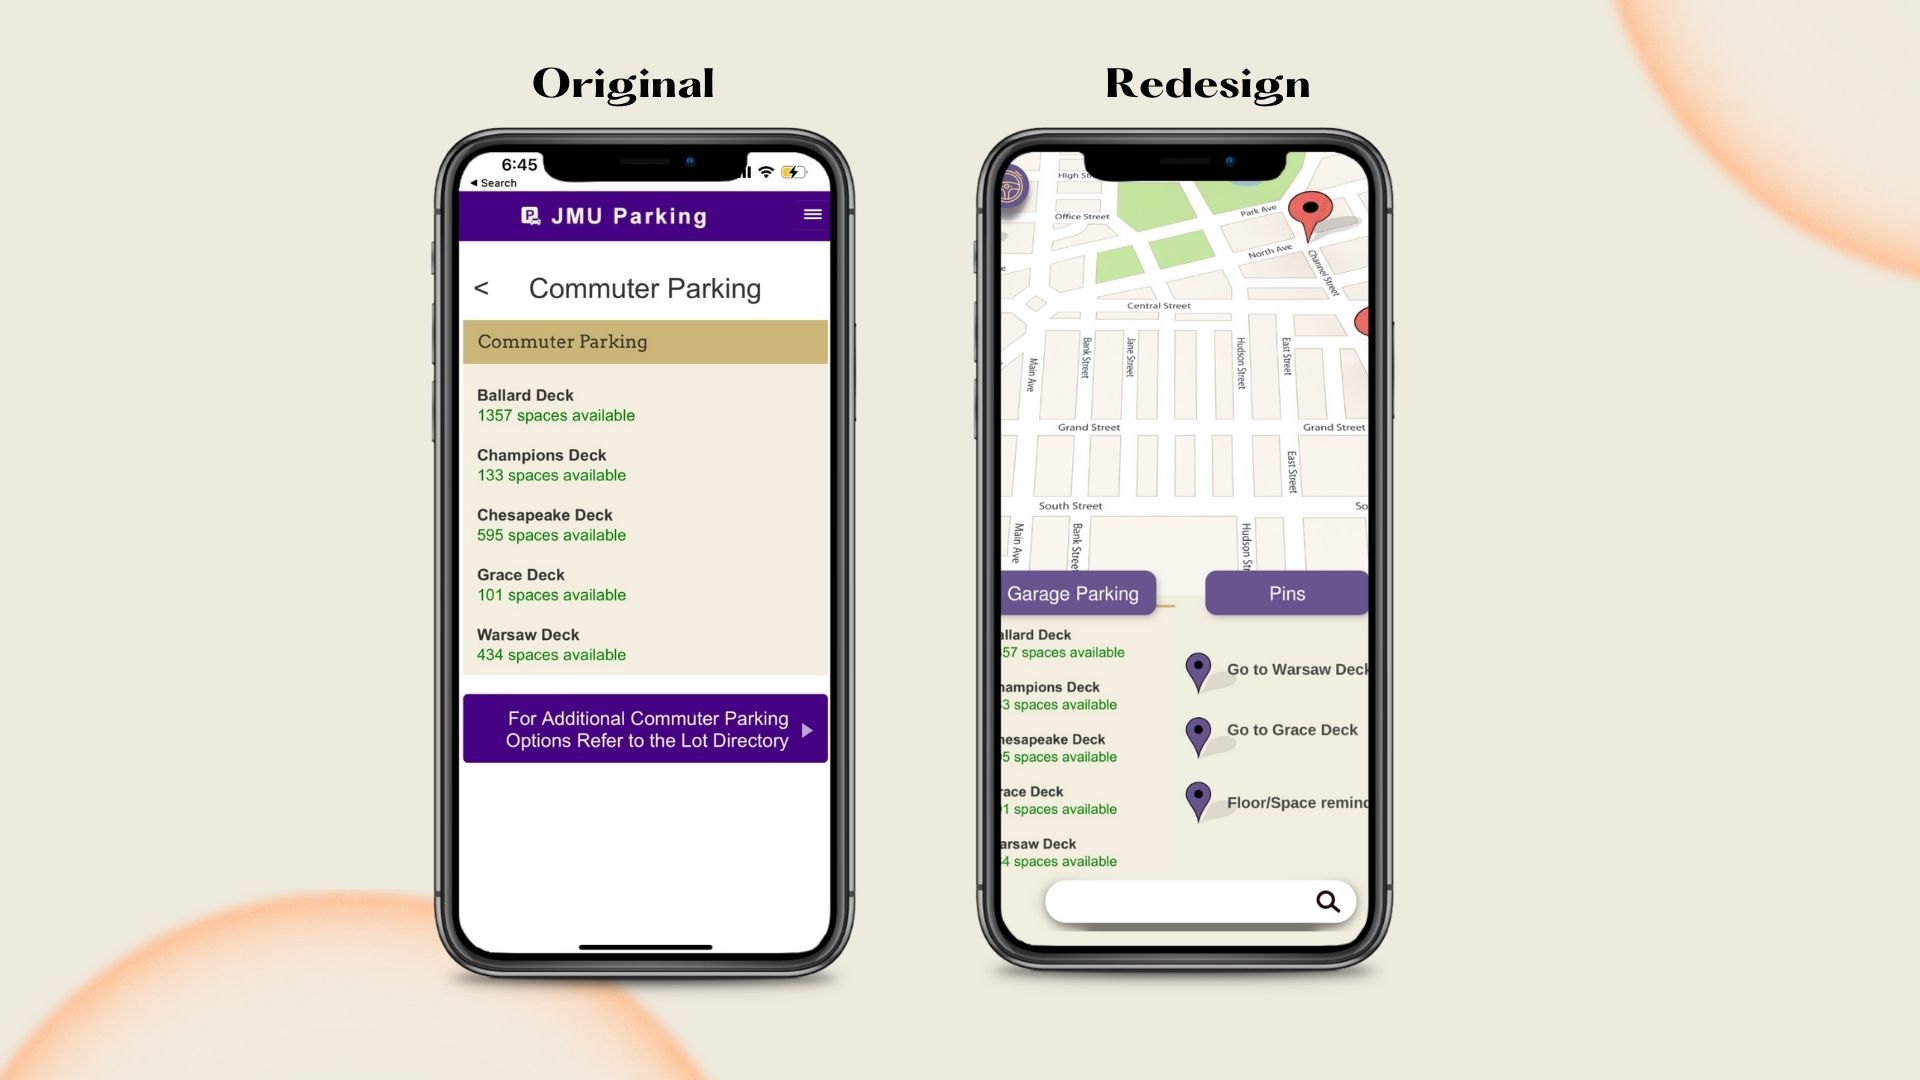 Original
Redesign
6:45
◄ Search
JMU Parking
< Commuter Parking
Commuter Parking
Ballard Deck
1357 spaces available
Champions Deck
133 spaces available
Chesapeake Deck
595 spaces available
Grace Deck
101 spaces available
Warsaw Deck
434 spaces available
For Additional Commuter Parking
Options Refer to the Lot Directory
High St
Office Street
Park Ave
North Ave
Channel Street
Central Street
Main Ave
Bank Street
Jane Street
Hudson Street
East Street
Grand Street
Grand Street
East Street
South Street
So
Main Ave
Bank Stree
Hudson Str
Garage Parking
Pins
allard Deck
57 spaces available
hampions Deck
3 spaces available
hesapeake Deck
5 spaces available
race Deck
1 spaces available
arsaw Deck
4 spaces available
Go to Warsaw Deck
Go to Grace Deck
Floor/Space remind